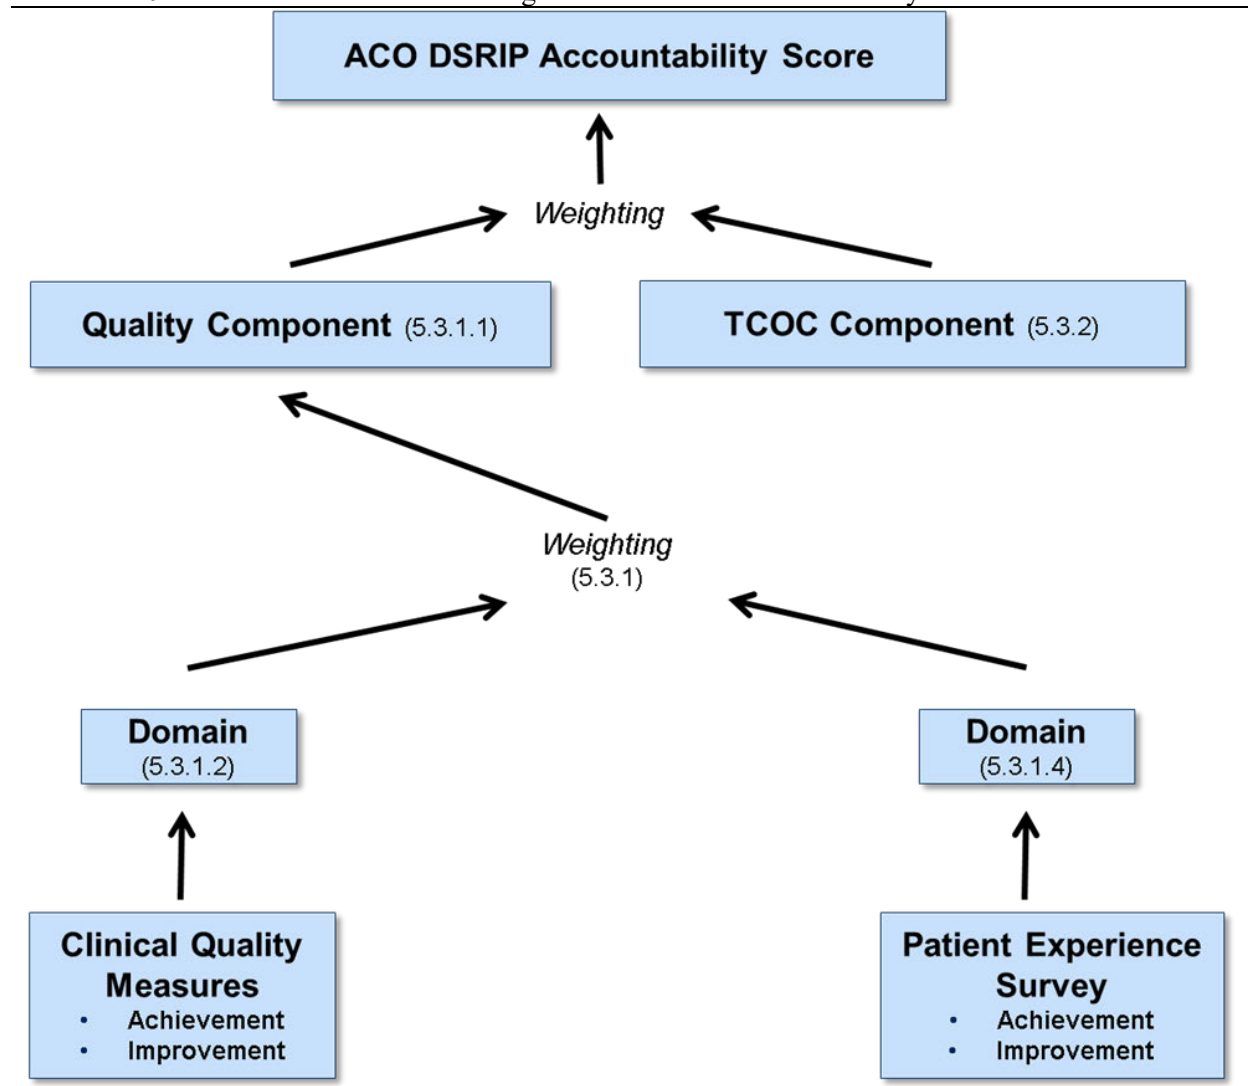 ACO DSRIP Accountability Score
Weighting
Quality Component (5.3.1.1)
TCOC Component (5.3.2)
Weighting
(5.3.1)
Domain
(5.3.1.2)
Domain
(5.3.1.4)
Clinical Quality
Measures
• Achievement
• Improvement
Patient Experience
Survey
• Achievement
• Improvement